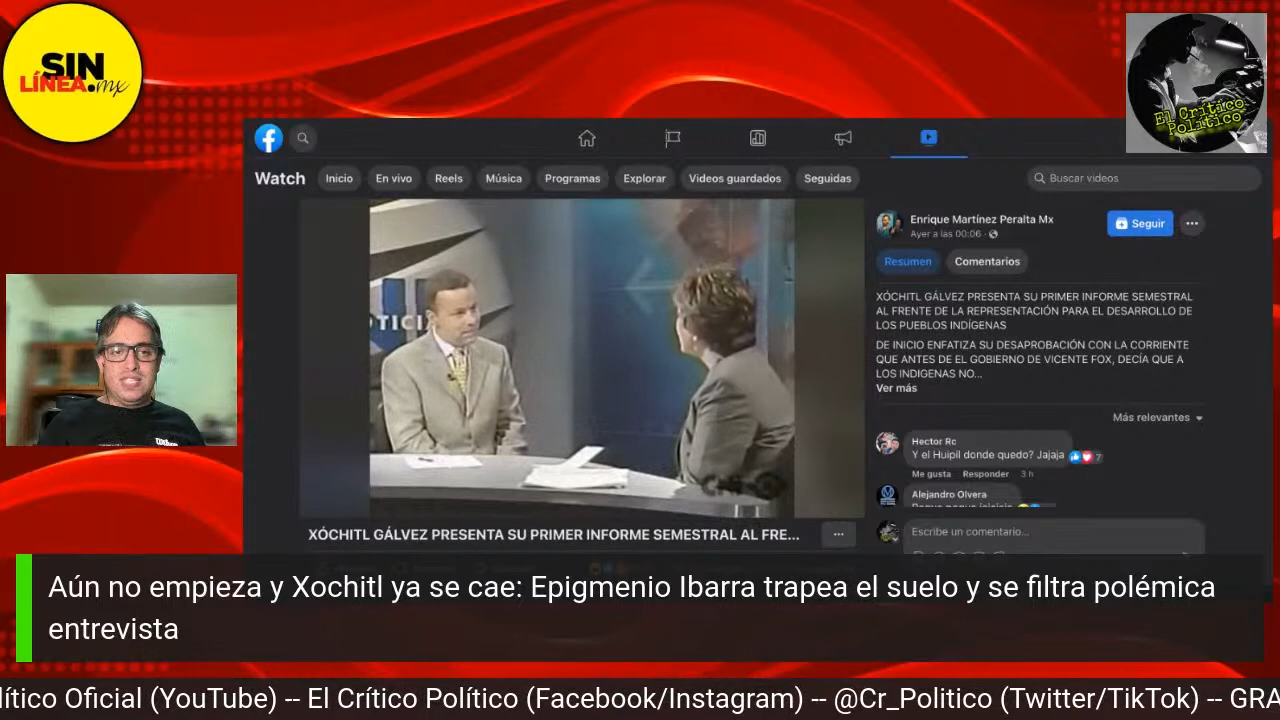 SIN
LÍNEA.mx
El Crítico
Político
Watch
Inicio
En vivo
Reels
Música
Programas
Explorar
Videos guardados
Seguidas
Buscar videos
Enrique Martínez Peralta Mx
Ayer a las 00:06
Seguir
Resumen
Comentarios
XÓCHITL GÁLVEZ PRESENTA SU PRIMER INFORME SEMESTRAL
AL FRENTE DE LA REPRESENTACIÓN PARA EL DESARROLLO DE
LOS PUEBLOS INDÍGENAS
DE INICIO ENFATIZA SU DESAPROBACIÓN CON LA CORRIENTE
QUE ANTES DE EL GOBIERNO DE VICENTE FOX, DECÍA QUE A
LOS INDIGENAS NO...
Ver más
Más relevantes
Hector Rc
Y el Huipil donde quedo? Jajaja
7
Me gusta Responder 3 h
Alejandro Olvera
Escribe un comentario...
OTICI
XÓCHITL GÁLVEZ PRESENTA SU PRIMER INFORME SEMESTRAL AL FRE...
Aún no empieza y Xochitl ya se cae: Epigmenio Ibarra trapea el suelo y se filtra polémica
entrevista
lítico Oficial (YouTube) -- El Crítico Político (Facebook/Instagram) -- @Cr_Politico (Twitter/TikTok) -- GRA